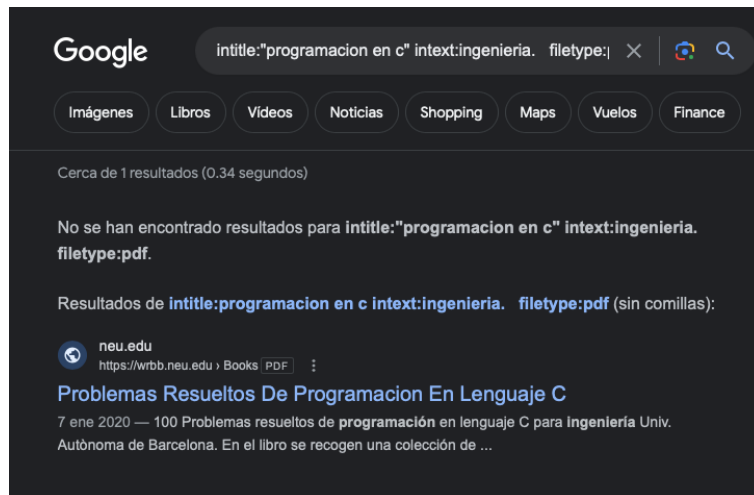 Google
intitle:"programacion en c" intext:ingenieria. filetype:p
Imágenes Libros Vídeos Noticias Shopping Maps Vuelos Finance
Cerca de 1 resultados (0.34 segundos)
No se han encontrado resultados para intitle:"programacion en c" intext:ingenieria.
filetype:pdf.
Resultados de intitle:programacion en c intext:ingenieria. filetype:pdf (sin comillas):
neu.edu
https://wrbb.neu.edu › Books PDF
Problemas Resueltos De Programacion En Lenguaje C
7 ene 2020 — 100 Problemas resueltos de programación en lenguaje C para ingeniería Univ.
Autònoma de Barcelona. En el libro se recogen una colección de ...